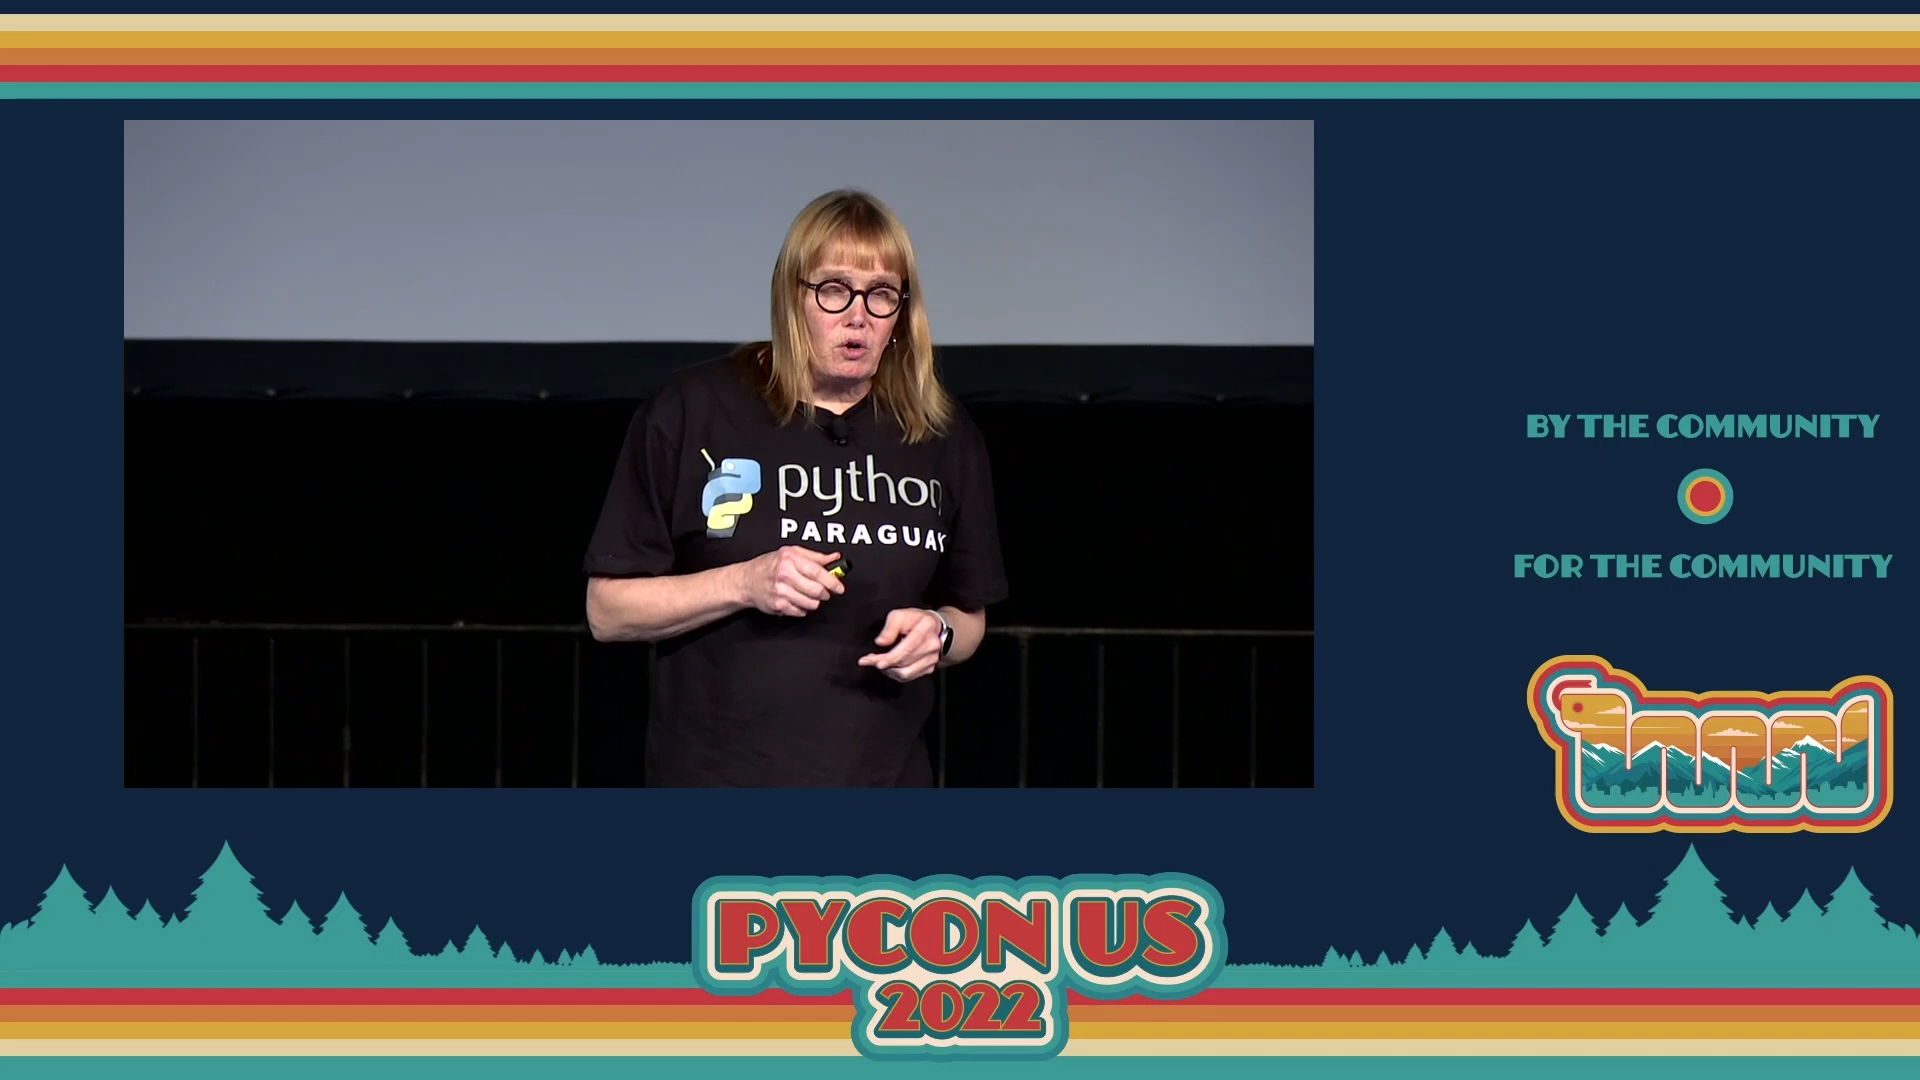 python
PARAGUAY
BY THE COMMUNITY
FOR THE COMMUNITY
PYCON US
2022